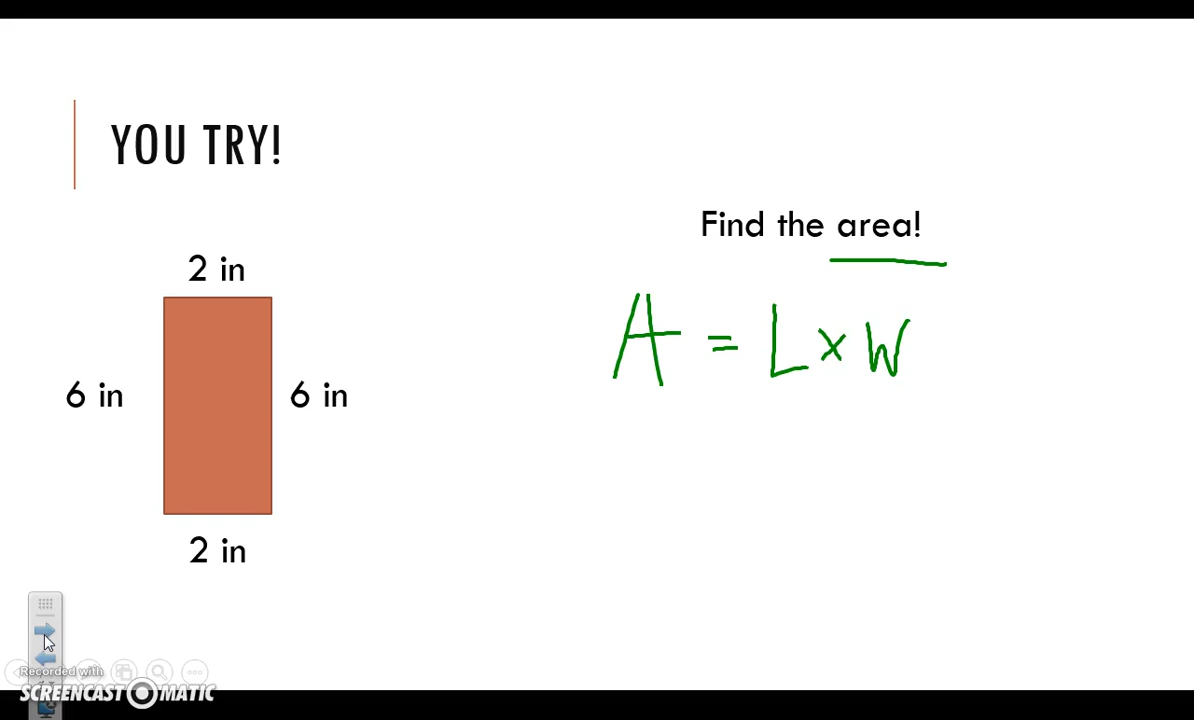 YOU TRY!
Find the area!
2 in
A = L x W
6 in
6 in
2 in
Recorded with
SCREENCAST MATIC